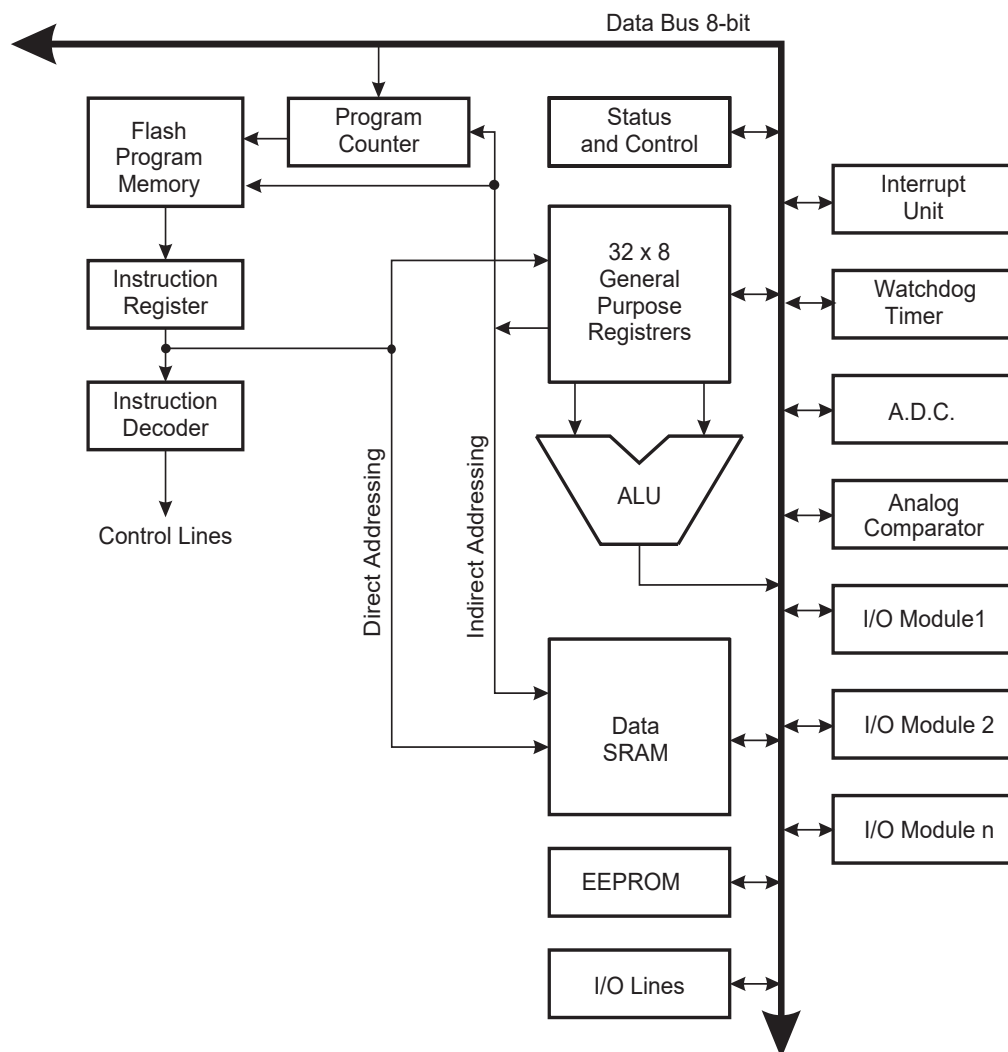 Data Bus 8-bit
Flash
Program
Memory
Program
Counter
Status
and Control
Interrupt
Unit
32 x 8
General
Purpose
Registrers
Instruction
Register
Watchdog
Timer
Instruction
Decoder
A.D.C.
Direct Addressing
Indirect Addressing
ALU
Control Lines
Analog
Comparator
I/O Module1
Data
SRAM
I/O Module 2
I/O Module n
EEPROM
I/O Lines